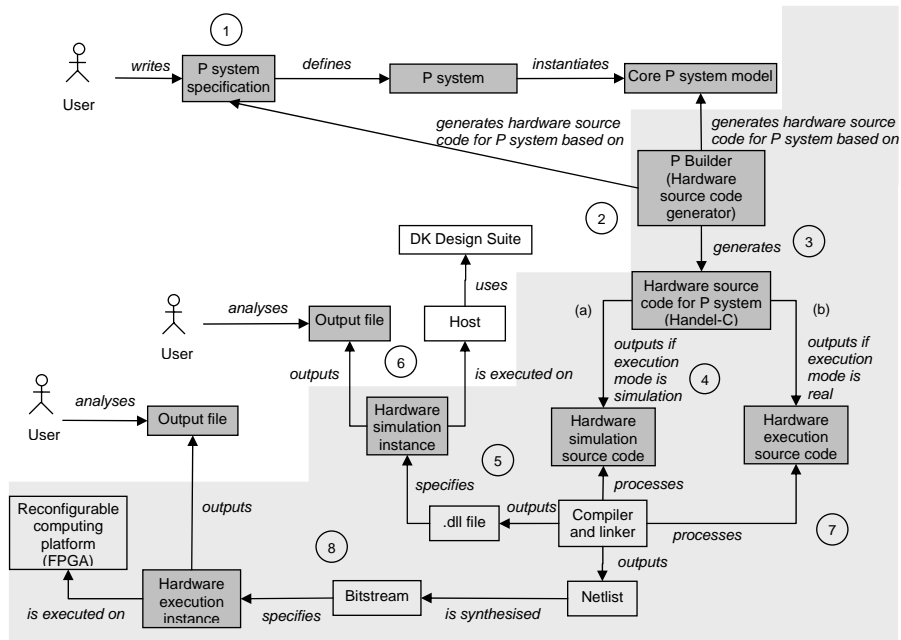 1
writes
User
P system
specification
defines
P system
instantiates
Core P system model
generates hardware source
code for P system based on
generates hardware source
code for P system based on
P Builder
(Hardware
source code
generator)
2
3
generates
DK Design Suite
uses
Hardware source
code for P system
(Handel-C)
(a)
(b)
analyses
User
Output file
Host
6
outputs
is executed on
outputs if
execution
mode is
simulation
4
outputs if
execution
mode is
real
analyses
User
Output file
Hardware
simulation
instance
Hardware
simulation
source code
Hardware
execution
source code
5
specifies
processes
outputs
.dll file
outputs
Compiler
and linker
processes
7
Reconfigurable
computing
platform
(FPGA)
8
outputs
is executed on
Hardware
execution
instance
specifies
Bitstream
is synthesised
Netlist